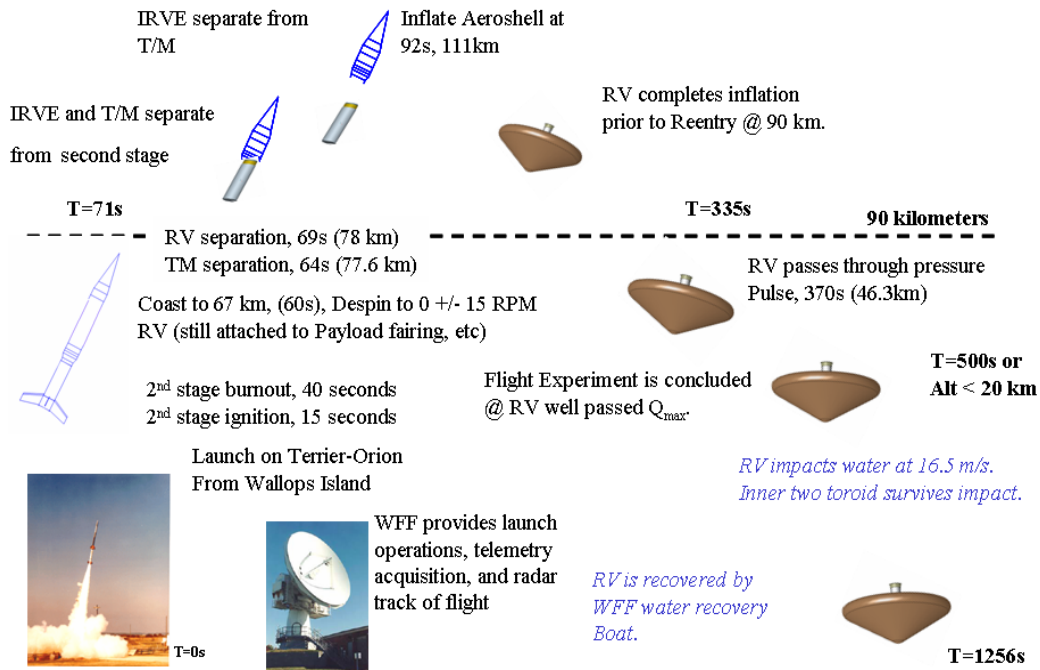 IRVE separate from
T/M
Inflate Aeroshell at
92s, 111km
IRVE and T/M separate
from second stage
RV completes inflation
prior to Reentry @ 90 km.
T=71s
T=335s
90 kilometers
RV separation, 69s (78 km)
TM separation, 64s (77.6 km)
RV passes through pressure
Pulse, 370s (46.3km)
Coast to 67 km, (60s), Despin to 0 +/- 15 RPM
RV (still attached to Payload fairing, etc)
2nd stage burnout, 40 seconds
2nd stage ignition, 15 seconds
Flight Experiment is concluded
@ RV well passed Qmax.
T=500s or
Alt < 20 km
Launch on Terrier-Orion
From Wallops Island
RV impacts water at 16.5 m/s.
Inner two toroid survives impact.
WFF provides launch
operations, telemetry
acquisition, and radar
track of flight
RV is recovered by
WFF water recovery
Boat.
T=0s
T=1256s